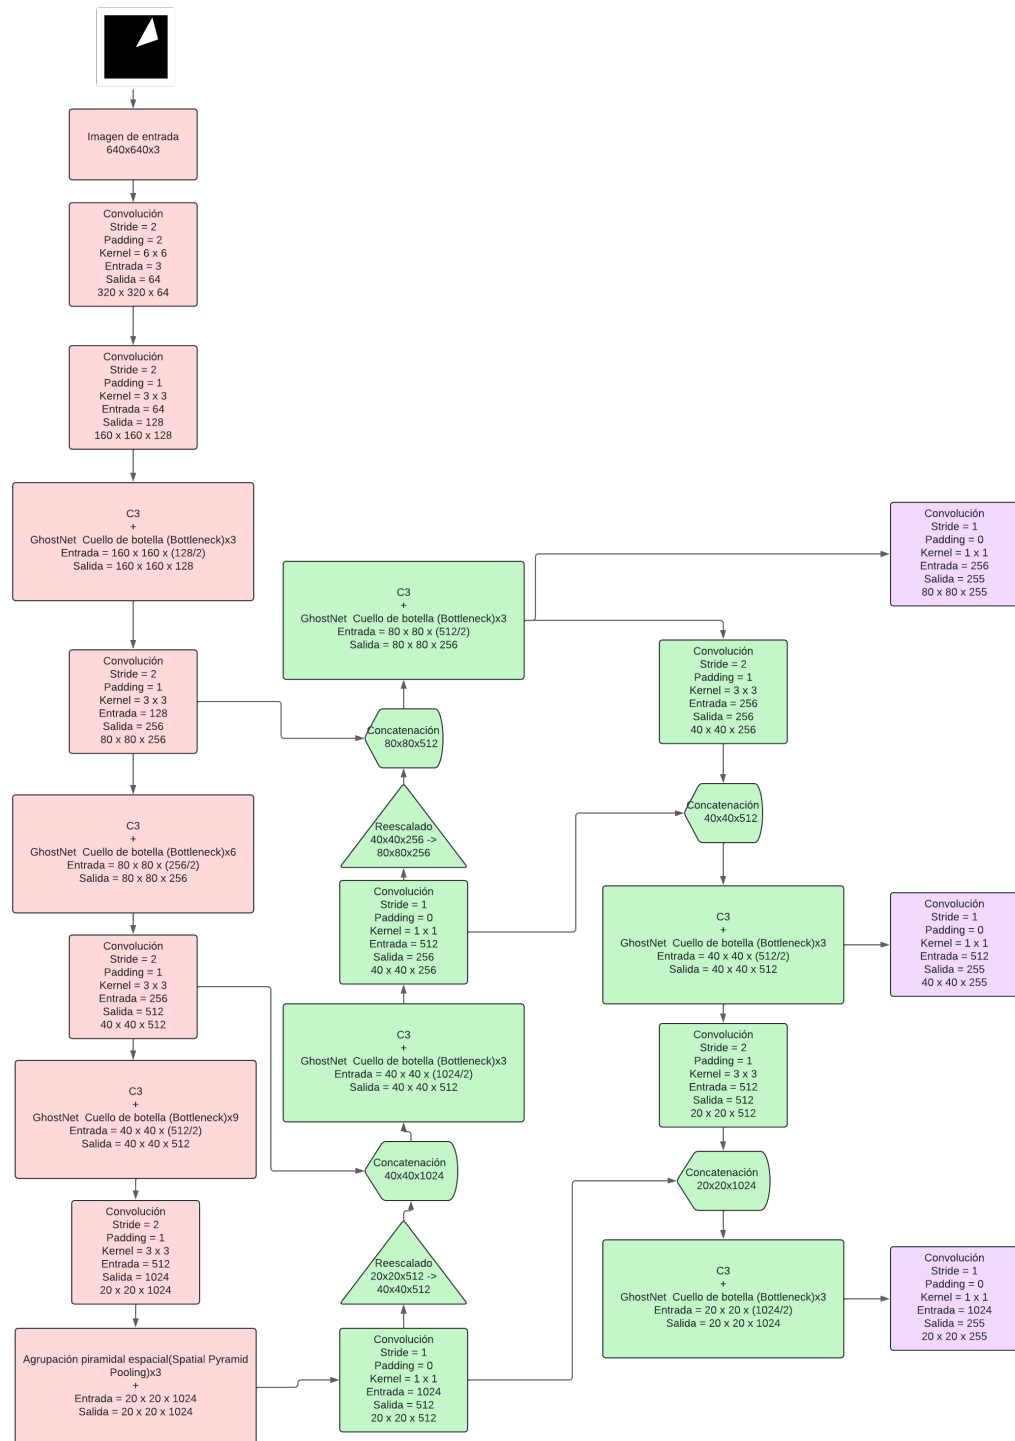 Imagen de entrada
640x640x3
Convolución
Stride = 2
Padding = 2
Kernel = 6 x 6
Entrada = 3
Salida = 64
320 x 320 x 64
Convolución
Stride = 2
Padding = 1
Kernel = 3 x 3
Entrada = 64
Salida = 128
160 x 160 x 128
C3
+
GhostNet Cuello de botella (Bottleneck)x3
Entrada = 160 x 160 x (128/2)
Salida = 160 x 160 x 128
Convolución
Stride = 2
Padding = 1
Kernel = 3 x 3
Entrada = 128
Salida = 256
80 x 80 x 256
C3
+
GhostNet Cuello de botella (Bottleneck)x6
Entrada = 80 x 80 x (256/2)
Salida = 80 x 80 x 256
Convolución
Stride = 2
Padding = 1
Kernel = 3 x 3
Entrada = 256
Salida = 512
40 x 40 x 512
C3
+
GhostNet Cuello de botella (Bottleneck)x9
Entrada = 40 x 40 x (512/2)
Salida = 40 x 40 x 512
Convolución
Stride = 2
Padding = 1
Kernel = 3 x 3
Entrada = 512
Salida = 1024
20 x 20 x 1024
Agrupación piramidal espacial(Spatial Pyramid
Pooling)x3
+
Entrada = 20 x 20 x 1024
Salida = 20 x 20 x 1024
C3
+
GhostNet Cuello de botella (Bottleneck)x3
Entrada = 80 x 80 x (512/2)
Salida = 80 x 80 x 256
Concatenación
80x80x512
Reescalado
40x40x256 ->
80x80x256
Convolución
Stride = 1
Padding = 0
Kernel = 1 x 1
Entrada = 512
Salida = 256
40 x 40 x 256
C3
+
GhostNet Cuello de botella (Bottleneck)x3
Entrada = 40 x 40 x (1024/2)
Salida = 40 x 40 x 512
Concatenación
40x40x1024
Reescalado
20x20x512 ->
40x40x512
Convolución
Stride = 1
Padding = 0
Kernel = 1 x 1
Entrada = 1024
Salida = 512
20 x 20 x 512
Convolución
Stride = 2
Padding = 1
Kernel = 3 x 3
Entrada = 256
Salida = 256
40 x 40 x 256
Concatenación
40x40x512
C3
+
GhostNet Cuello de botella (Bottleneck)x3
Entrada = 40 x 40 x (512/2)
Salida = 40 x 40 x 512
Convolución
Stride = 2
Padding = 1
Kernel = 3 x 3
Entrada = 512
Salida = 512
20 x 20 x 512
Concatenación
20x20x1024
C3
+
GhostNet Cuello de botella (Bottleneck)x3
Entrada = 20 x 20 x (1024/2)
Salida = 20 x 20 x 1024
Convolución
Stride = 1
Padding = 0
Kernel = 1 x 1
Entrada = 256
Salida = 255
80 x 80 x 255
Convolución
Stride = 1
Padding = 0
Kernel = 1 x 1
Entrada = 512
Salida = 255
40 x 40 x 255
Convolución
Stride = 1
Padding = 0
Kernel = 1 x 1
Entrada = 1024
Salida = 255
20 x 20 x 255